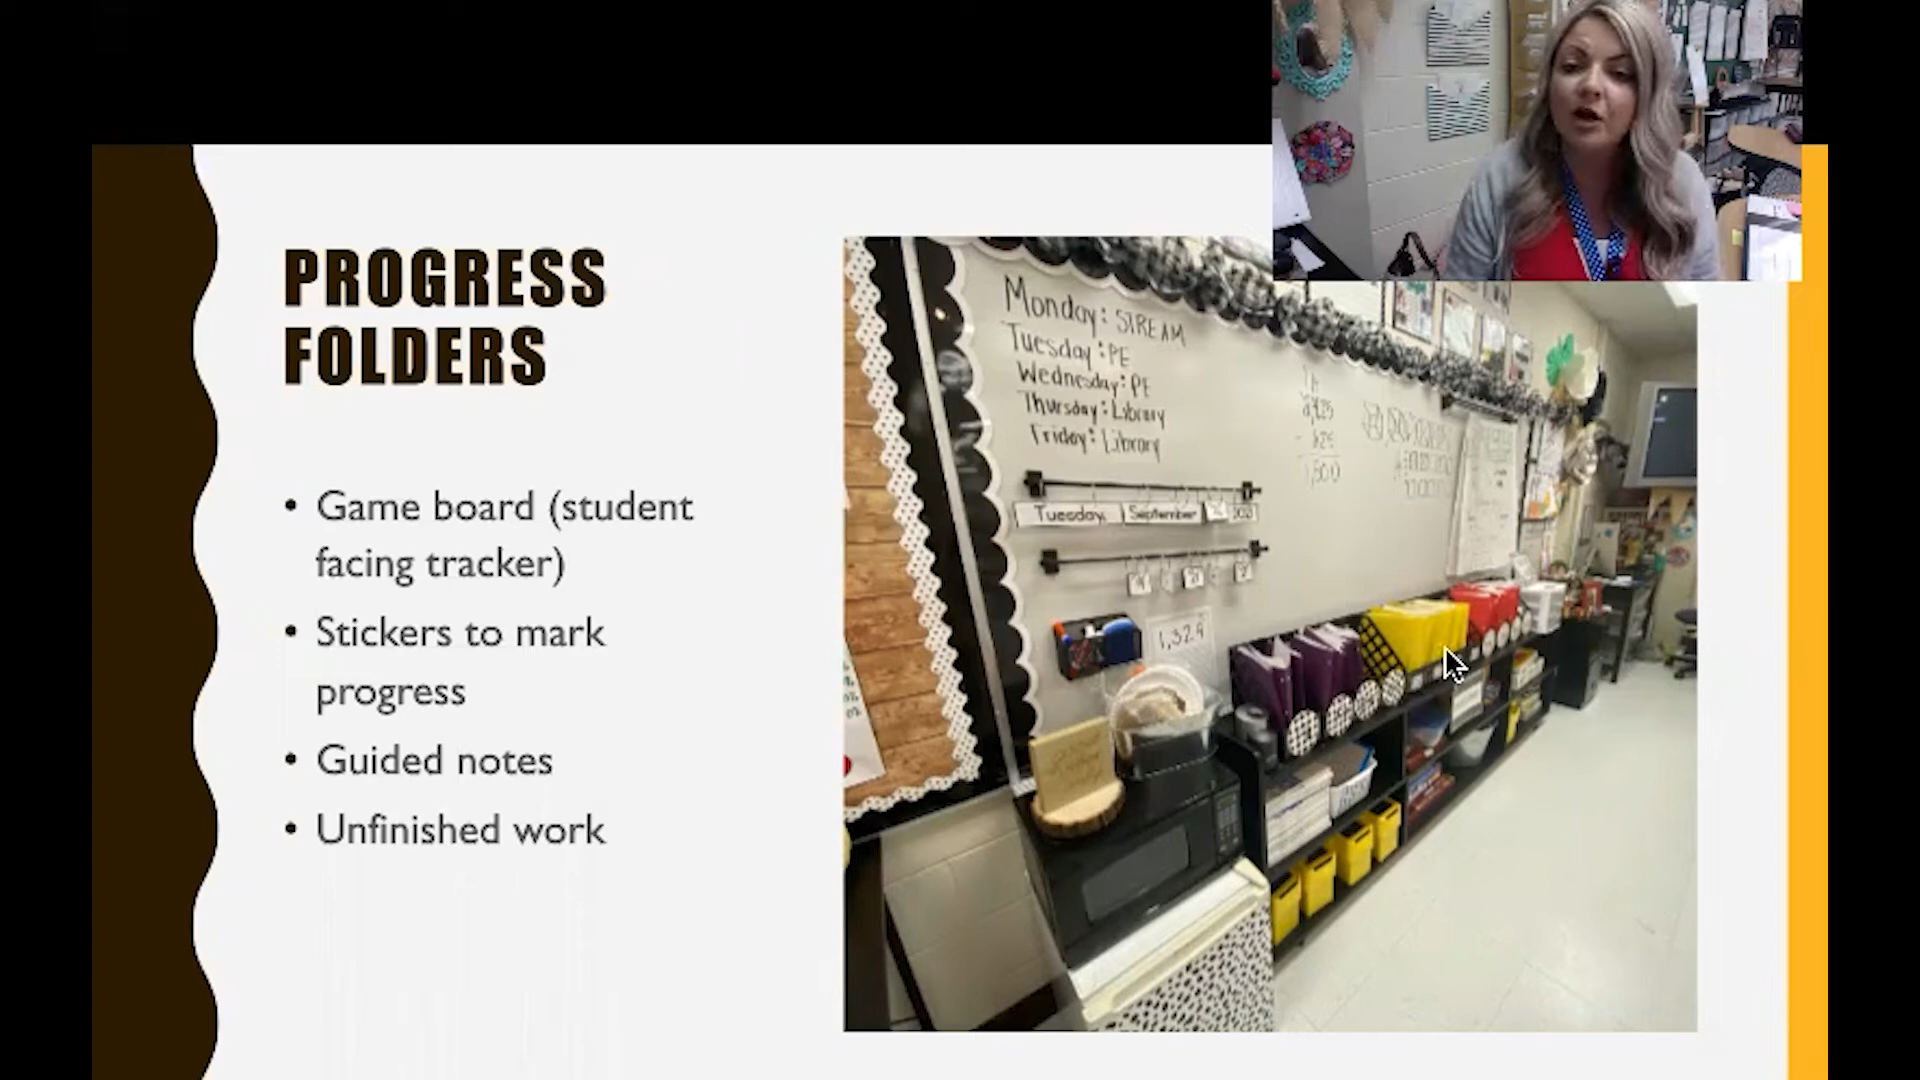 PROGRESS
FOLDERS
• Game board (student
facing tracker)
• Stickers to mark
progress
• Guided notes
• Unfinished work
Monday: STREAM
Tuesday: PE
Wednesday: PE
Thursday: Library
Friday: Library
Tuesday, September
1,329